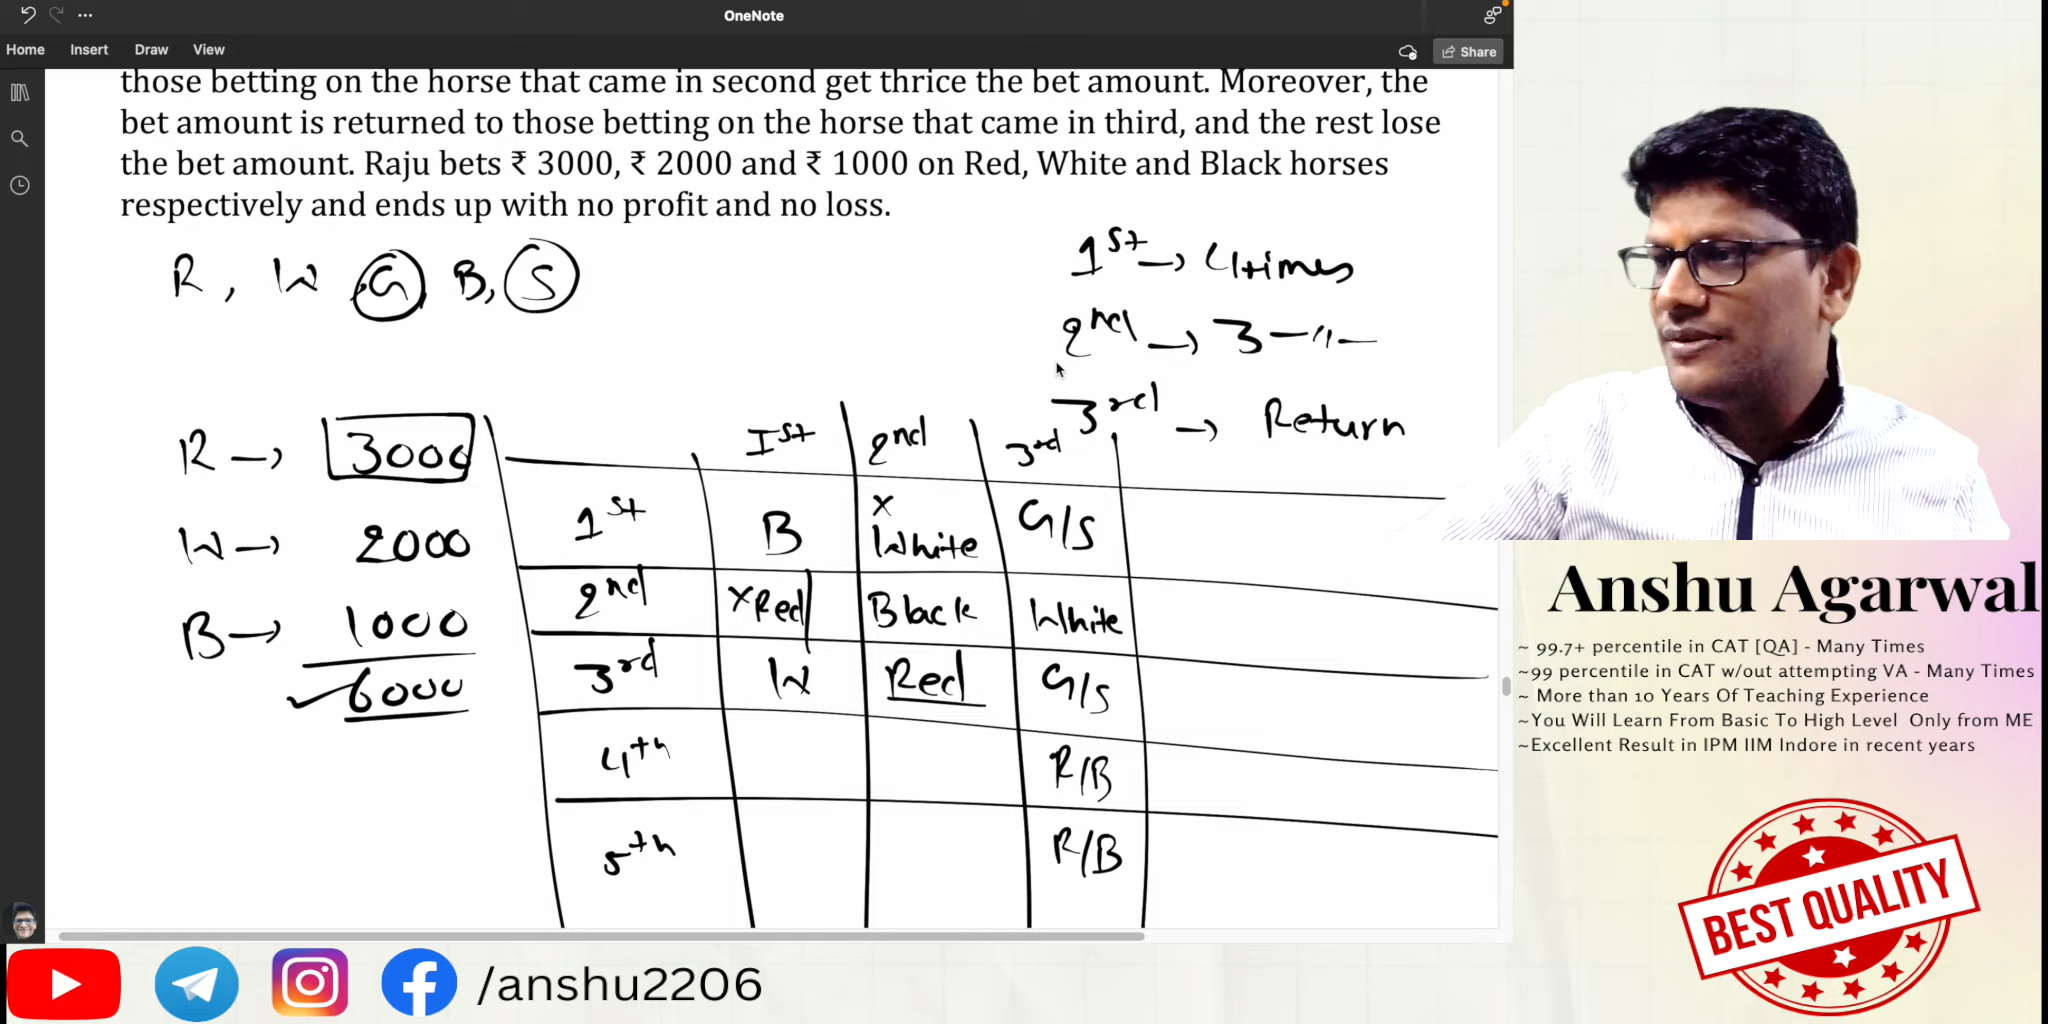 OneNote
Home Insert Draw View
Share
those betting on the horse that came in second get thrice the bet amount. Moreover, the
bet amount is returned to those betting on the horse that came in third, and the rest lose
the bet amount. Raju bets ₹ 3000, ₹ 2000 and ₹ 1000 on Red, White and Black horses
respectively and ends up with no profit and no loss.
R, W, G B, S
1st → 4times
2nd → 3 —〃—
3rd → Return
R → 3000
W → 2000
B → 1000
6000
Ist 2nd 3rd
1st B x White G/S
2nd x Red Black White
3rd W Red G/S
4th R/B
5th R/B
Anshu Agarwal
~ 99.7+ percentile in CAT [QA] - Many Times
~99 percentile in CAT w/out attempting VA - Many Times
~ More than 10 Years Of Teaching Experience
~You Will Learn From Basic To High Level Only from ME
~Excellent Result in IPM IIM Indore in recent years
BEST QUALITY
/anshu2206